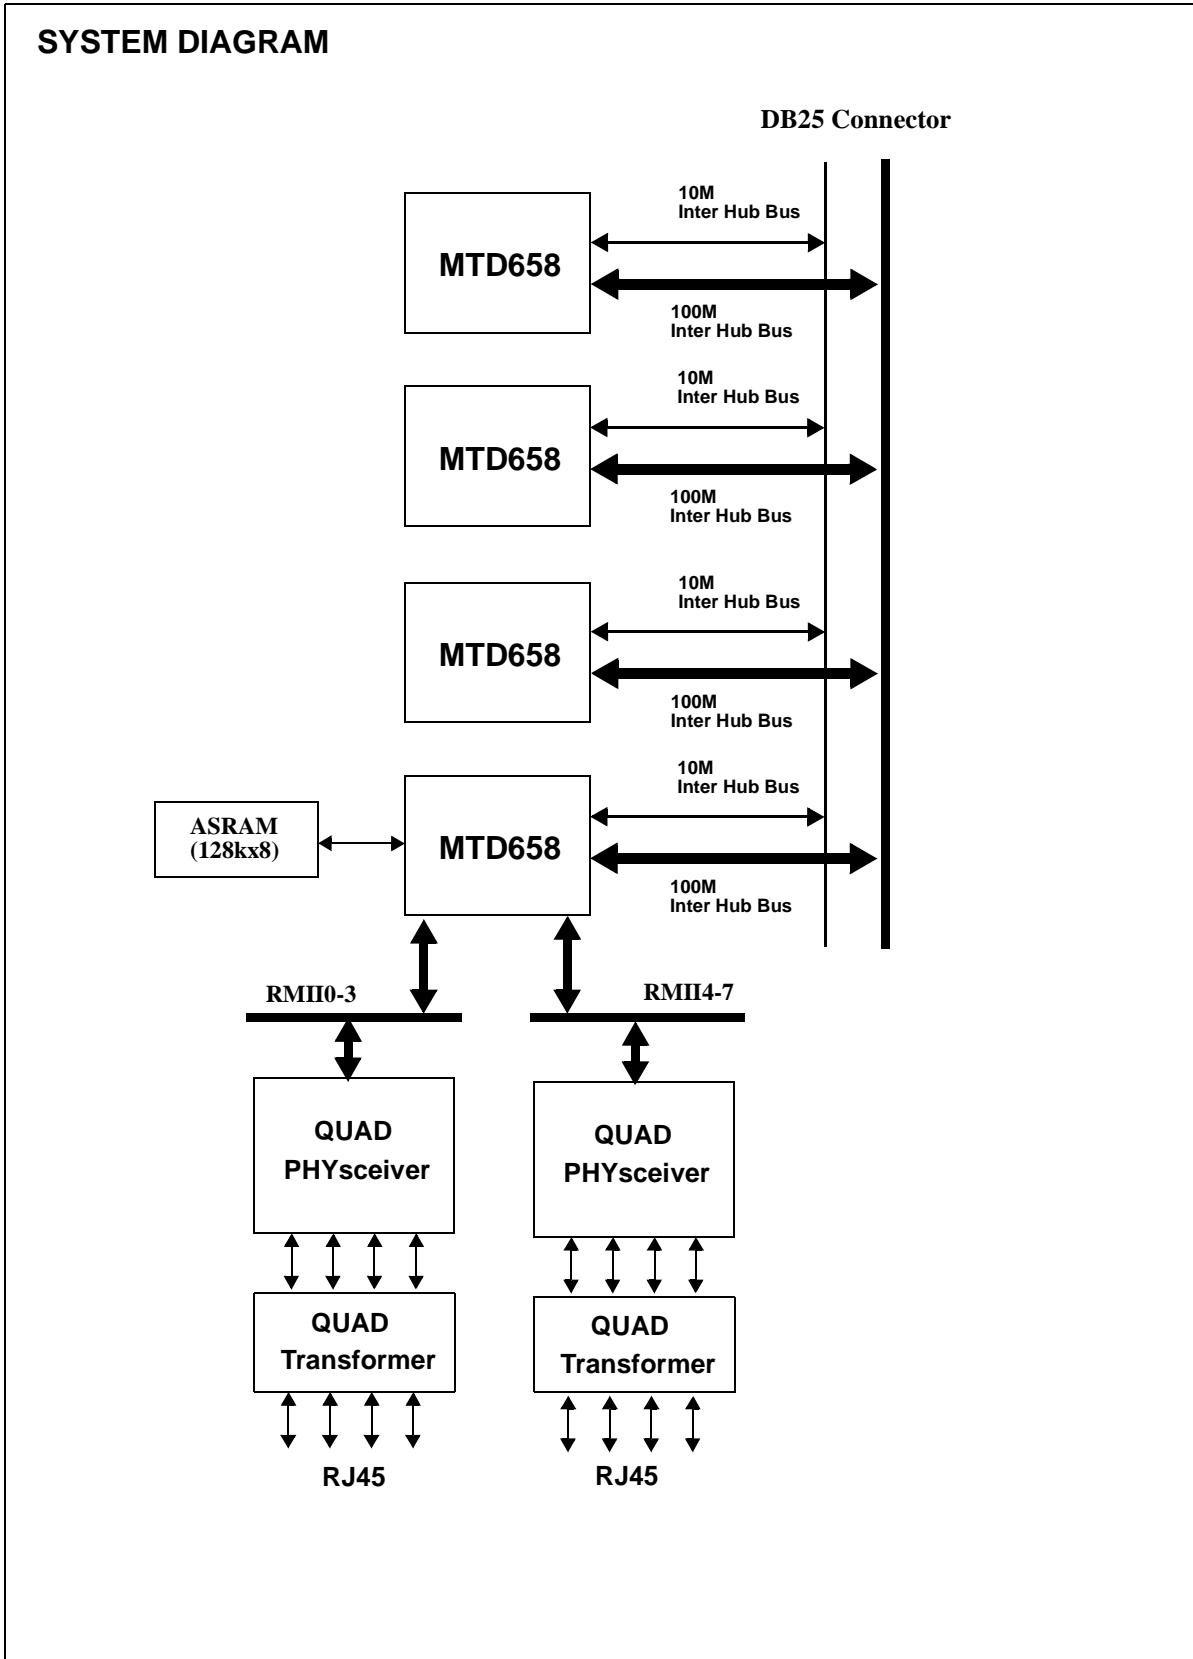 SYSTEM DIAGRAM
DB25 Connector
10M
Inter Hub Bus
MTD658
100M
Inter Hub Bus
10M
Inter Hub Bus
MTD658
100M
Inter Hub Bus
10M
Inter Hub Bus
MTD658
100M
Inter Hub Bus
10M
Inter Hub Bus
ASRAM
(128kx8)
MTD658
100M
Inter Hub Bus
RMII0-3
RMII4-7
QUAD
PHYsceiver
QUAD
PHYsceiver
QUAD
Transformer
QUAD
Transformer
RJ45
RJ45